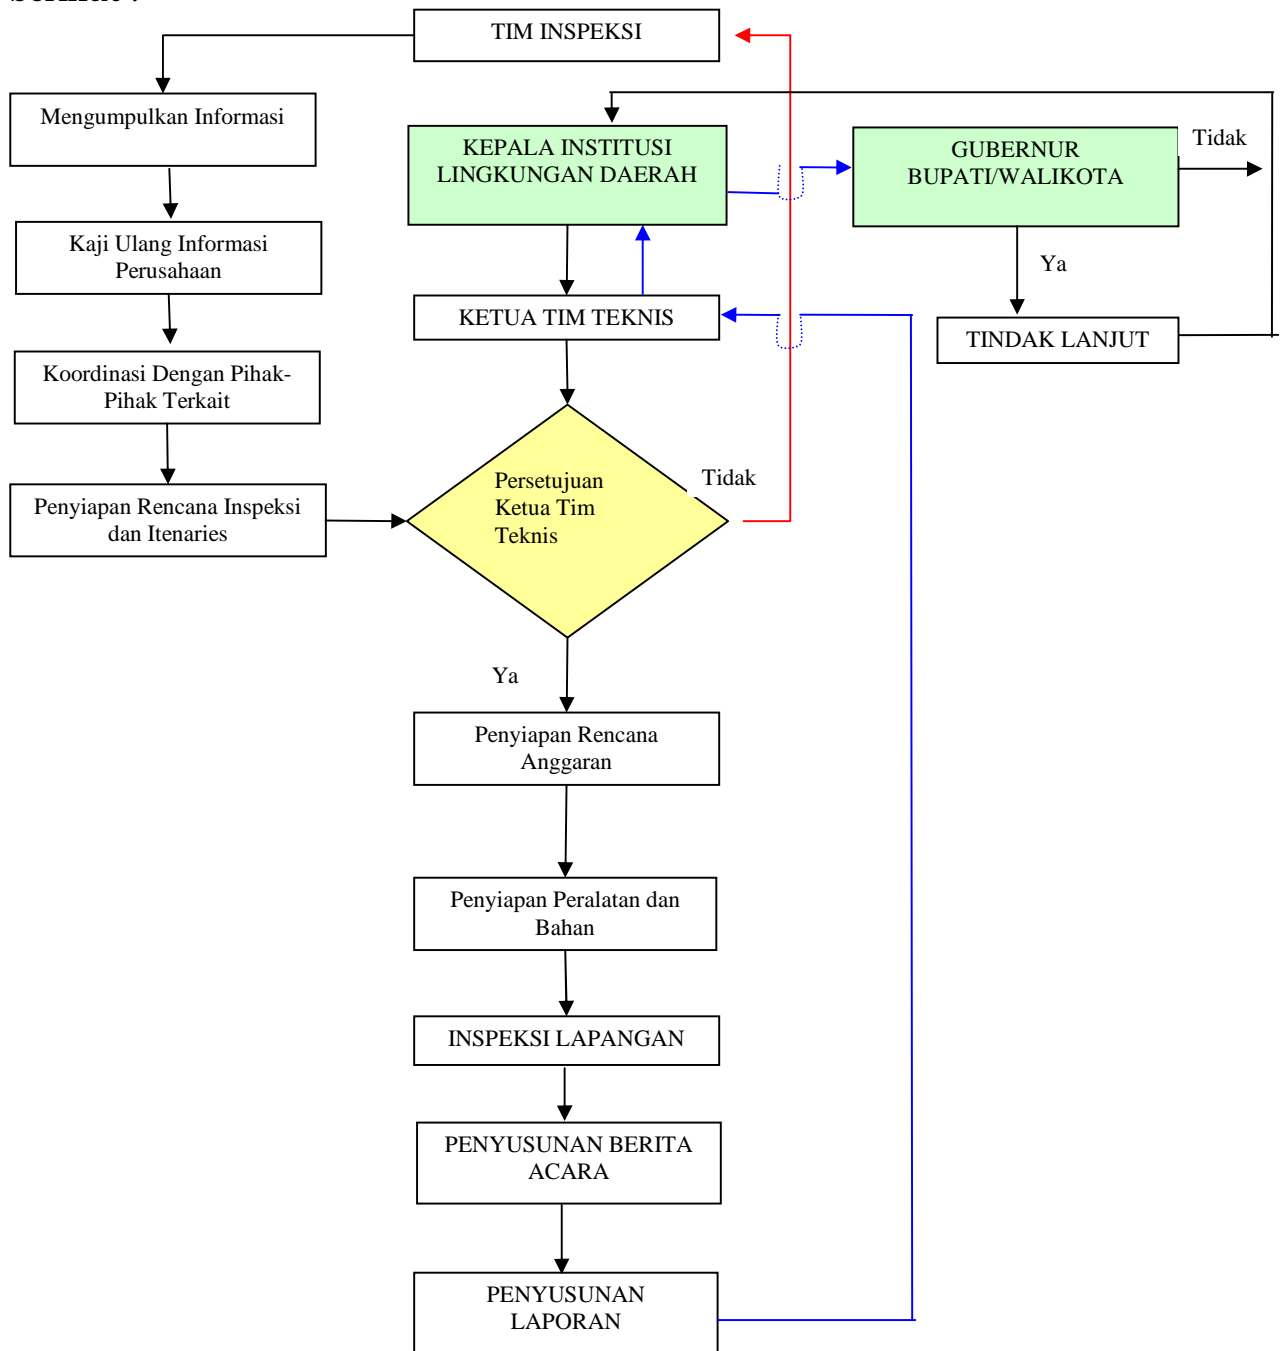 TIM INSPEKSI
Mengumpulkan Informasi
KEPALA INSTITUSI
LINGKUNGAN DAERAH
GUBERNUR
BUPATI/WALIKOTA
Tidak
Kaji Ulang Informasi
Perusahaan
Ya
KETUA TIM TEKNIS
TINDAK LANJUT
Koordinasi Dengan Pihak-
Pihak Terkait
Persetujuan
Ketua Tim
Teknis
Tidak
Penyiapan Rencana Inspeksi
dan Itenaries
Ya
Penyiapan Rencana
Anggaran
Penyiapan Peralatan dan
Bahan
INSPEKSI LAPANGAN
PENYUSUNAN BERITA
ACARA
PENYUSUNAN
LAPORAN